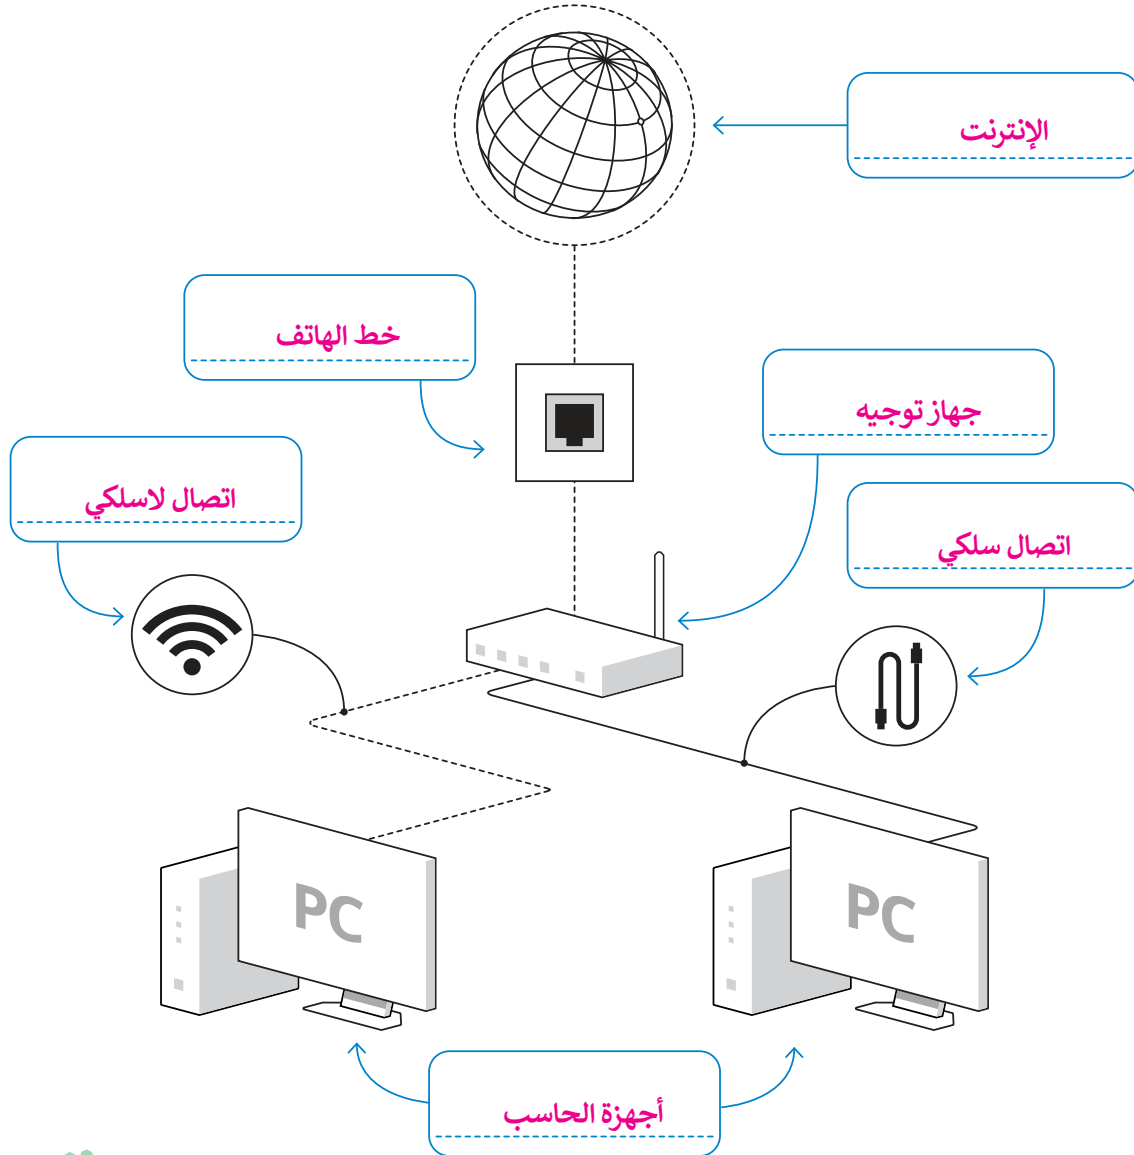 الإنترنت
خط الهاتف
جهاز توجيه
اتصال لاسلكي
اتصال سلكي
PC
PC
أجهزة الحاسب